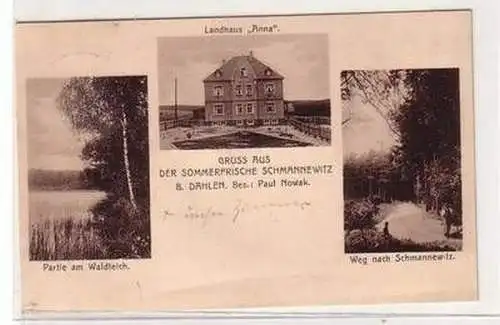 Landhaus „Anna".
GRUSS AUS
DER SOMMERFRISCHE SCHMANNEWITZ
B. DAHLEN. Bes.: Paul Nowak.
Partie am Waldteich.
Weg nach Schmannewitz.